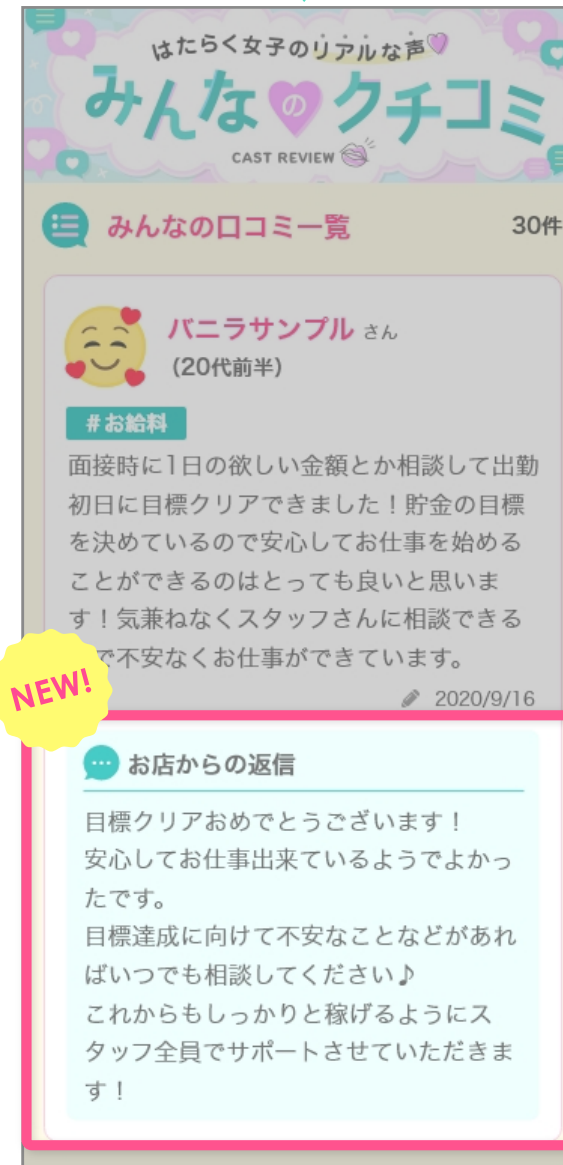 はたらく女子のリアルな声
みんなのクチコミ
CAST REVIEW
みんなの口コミ一覧
30件
バニラサンプル さん
(20代前半)
#お給料
面接時に1日の欲しい金額とか相談して出勤
初日に目標クリアできました！貯金の目標
を決めているので安心してお仕事を始める
ことができるのはとっても良いと思いま
す！気兼ねなくスタッフさんに相談できる
で不安なくお仕事ができています。
2020/9/16
NEW!
お店からの返信
目標クリアおめでとうございます！
安心してお仕事出来ているようでよかっ
たです。
目標達成に向けて不安なことなどがあれ
ばいつでも相談してください♪
これからもしっかりと稼げるようにス
タッフ全員でサポートさせていただきま
す！